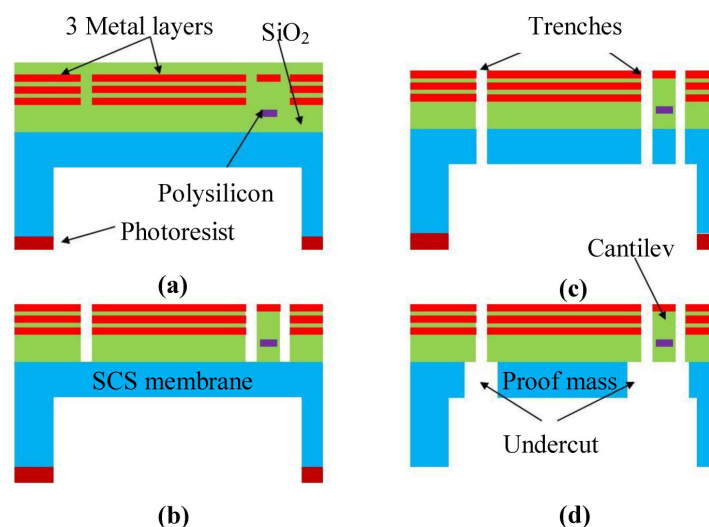 3 Metal layers
SiO₂
Polysilicon
Photoresist
(a)
Trenches
(c)
SCS membrane
(b)
Cantilev
Proof mass
Undercut
(d)